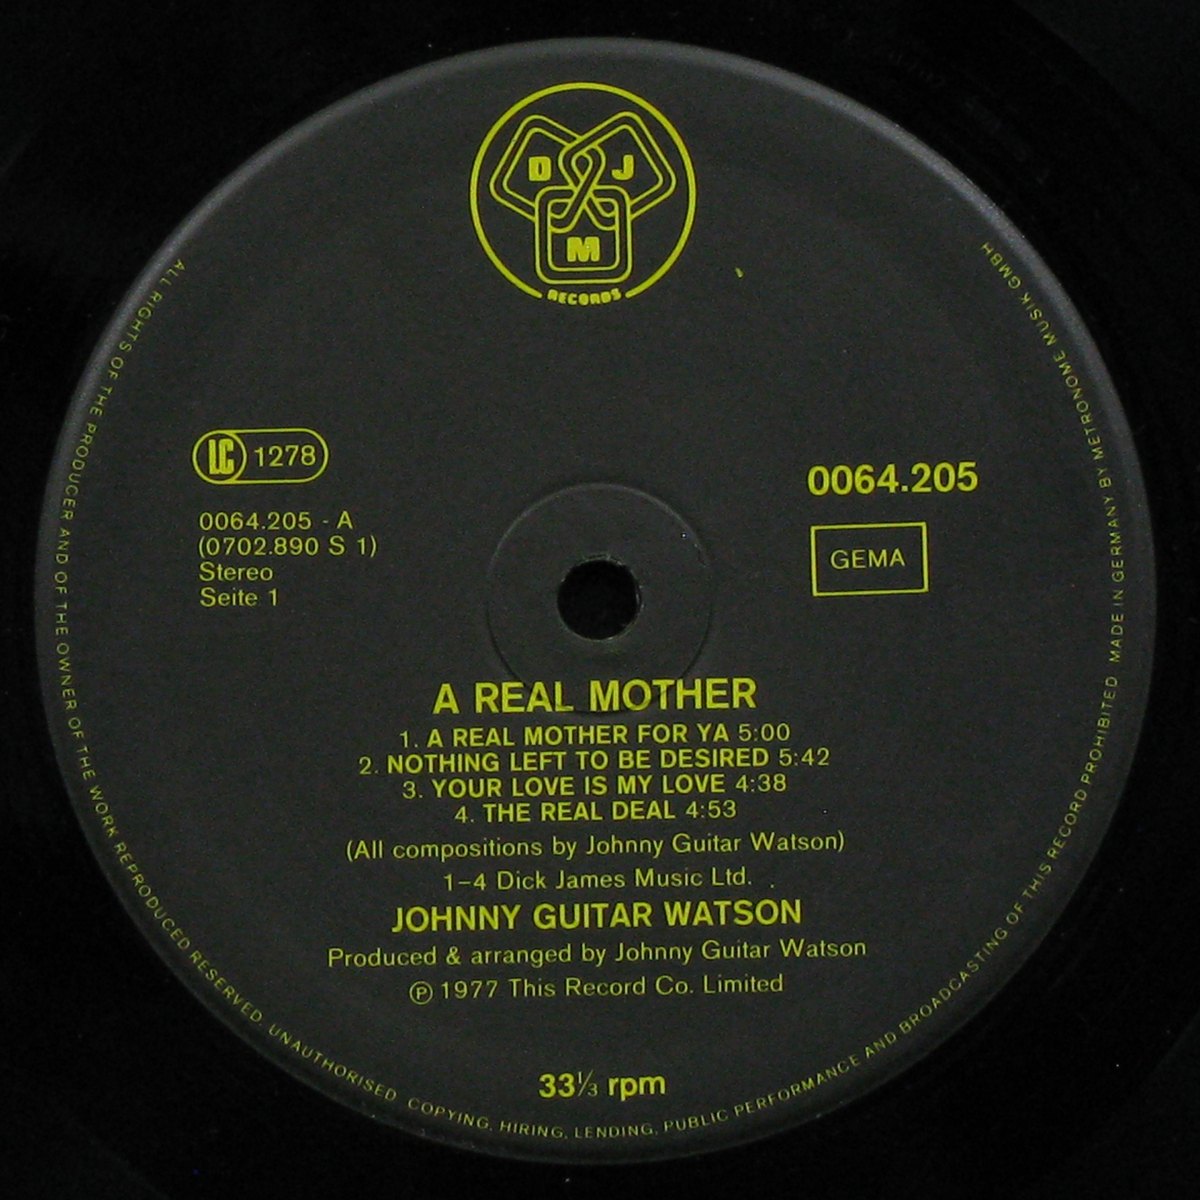 D J
M
RECORDS
LC 1278
0064.205 - A
(0702.890 S 1)
Stereo
Seite 1
0064.205
GEMA
A REAL MOTHER
1. A REAL MOTHER FOR YA 5:00
2. NOTHING LEFT TO BE DESIRED 5:42
3. YOUR LOVE IS MY LOVE 4:38
4. THE REAL DEAL 4:53
(All compositions by Johnny Guitar Watson)
1–4 Dick James Music Ltd.
JOHNNY GUITAR WATSON
Produced & arranged by Johnny Guitar Watson
Ⓟ 1977 This Record Co. Limited
33⅓ rpm
ALL RIGHTS OF THE PRODUCER AND OF THE OWNER OF THE WORK REPRODUCED RESERVED. UNAUTHORISED COPYING, HIRING, LENDING, PUBLIC PERFORMANCE AND BROADCASTING OF THIS RECORD PROHIBITED MADE IN GERMANY BY METRONOME MUSIK GMBH